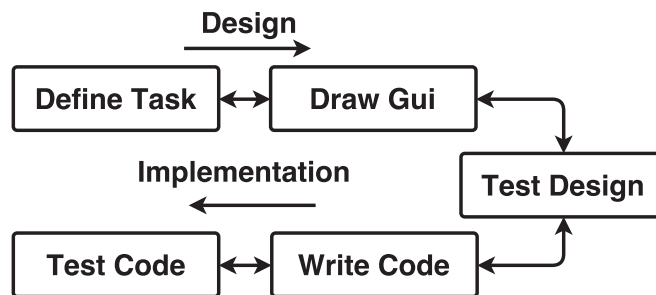 Design
Define Task
Draw Gui
Implementation
Test Design
Test Code
Write Code